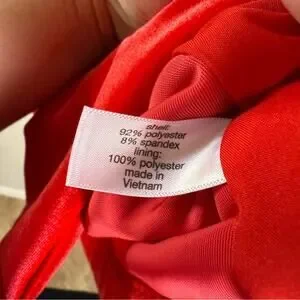 shell:
92% polyester
8% spandex
lining:
100% polyester
made in
Vietnam